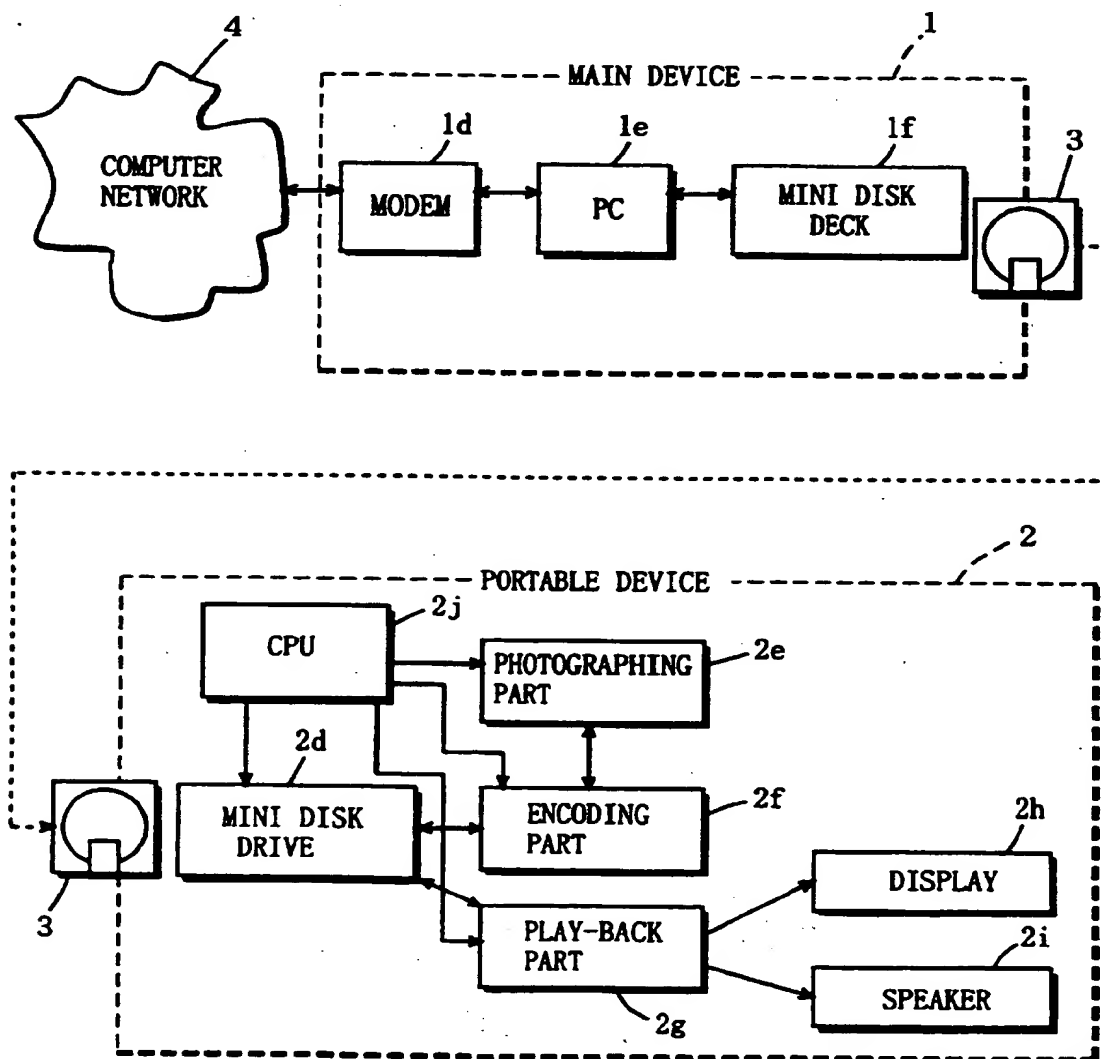 4
1
MAIN DEVICE
1d
1e
1f
3
COMPUTER
NETWORK
MODEM
PC
MINI DISK
DECK
2
PORTABLE DEVICE
2j
CPU
2e
PHOTOGRAPHING
PART
2d
MINI DISK
DRIVE
2f
ENCODING
PART
2h
DISPLAY
3
PLAY-BACK
PART
2i
SPEAKER
2g